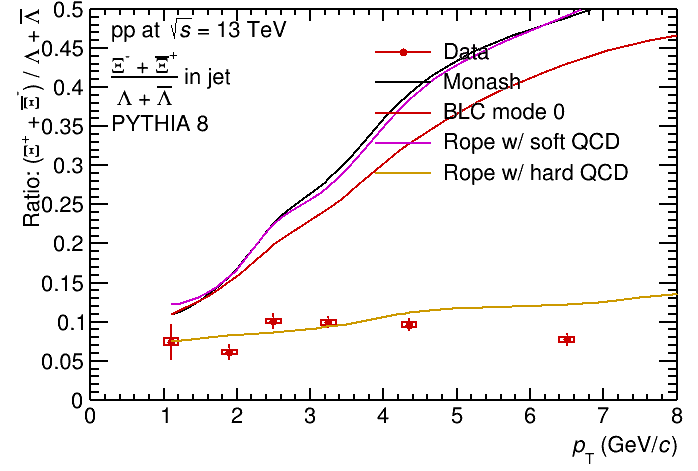 pp at √s = 13 TeV
Ξ⁻ + Ξ̅⁺
Λ + Λ̅
in jet
PYTHIA 8
Data
Monash
BLC mode 0
Rope w/ soft QCD
Rope w/ hard QCD
Ratio: (Ξ⁺ + Ξ̅⁻) / Λ + Λ̅
0.5
0.45
0.4
0.35
0.3
0.25
0.2
0.15
0.1
0.05
0
0 1 2 3 4 5 6 7 8
p_T (GeV/c)